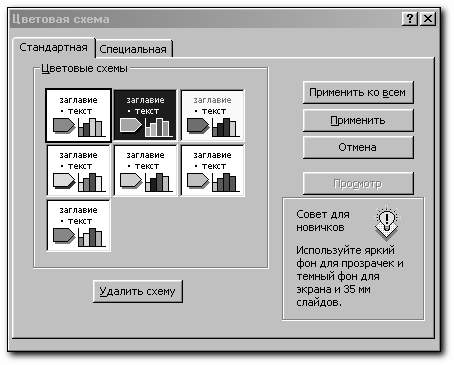 Цветовая схема
Стандартная
Специальная
Цветовые схемы
заглавие
• текст
заглавие
• текст
заглавие
• текст
заглавие
• текст
заглавие
• текст
заглавие
• текст
заглавие
• текст
Удалить схему
Применить ко всем
Применить
Отмена
Просмотр
Совет для
новичков
Используйте яркий
фон для прозрачек и
темный фон для
экрана и 35 мм
слайдов.